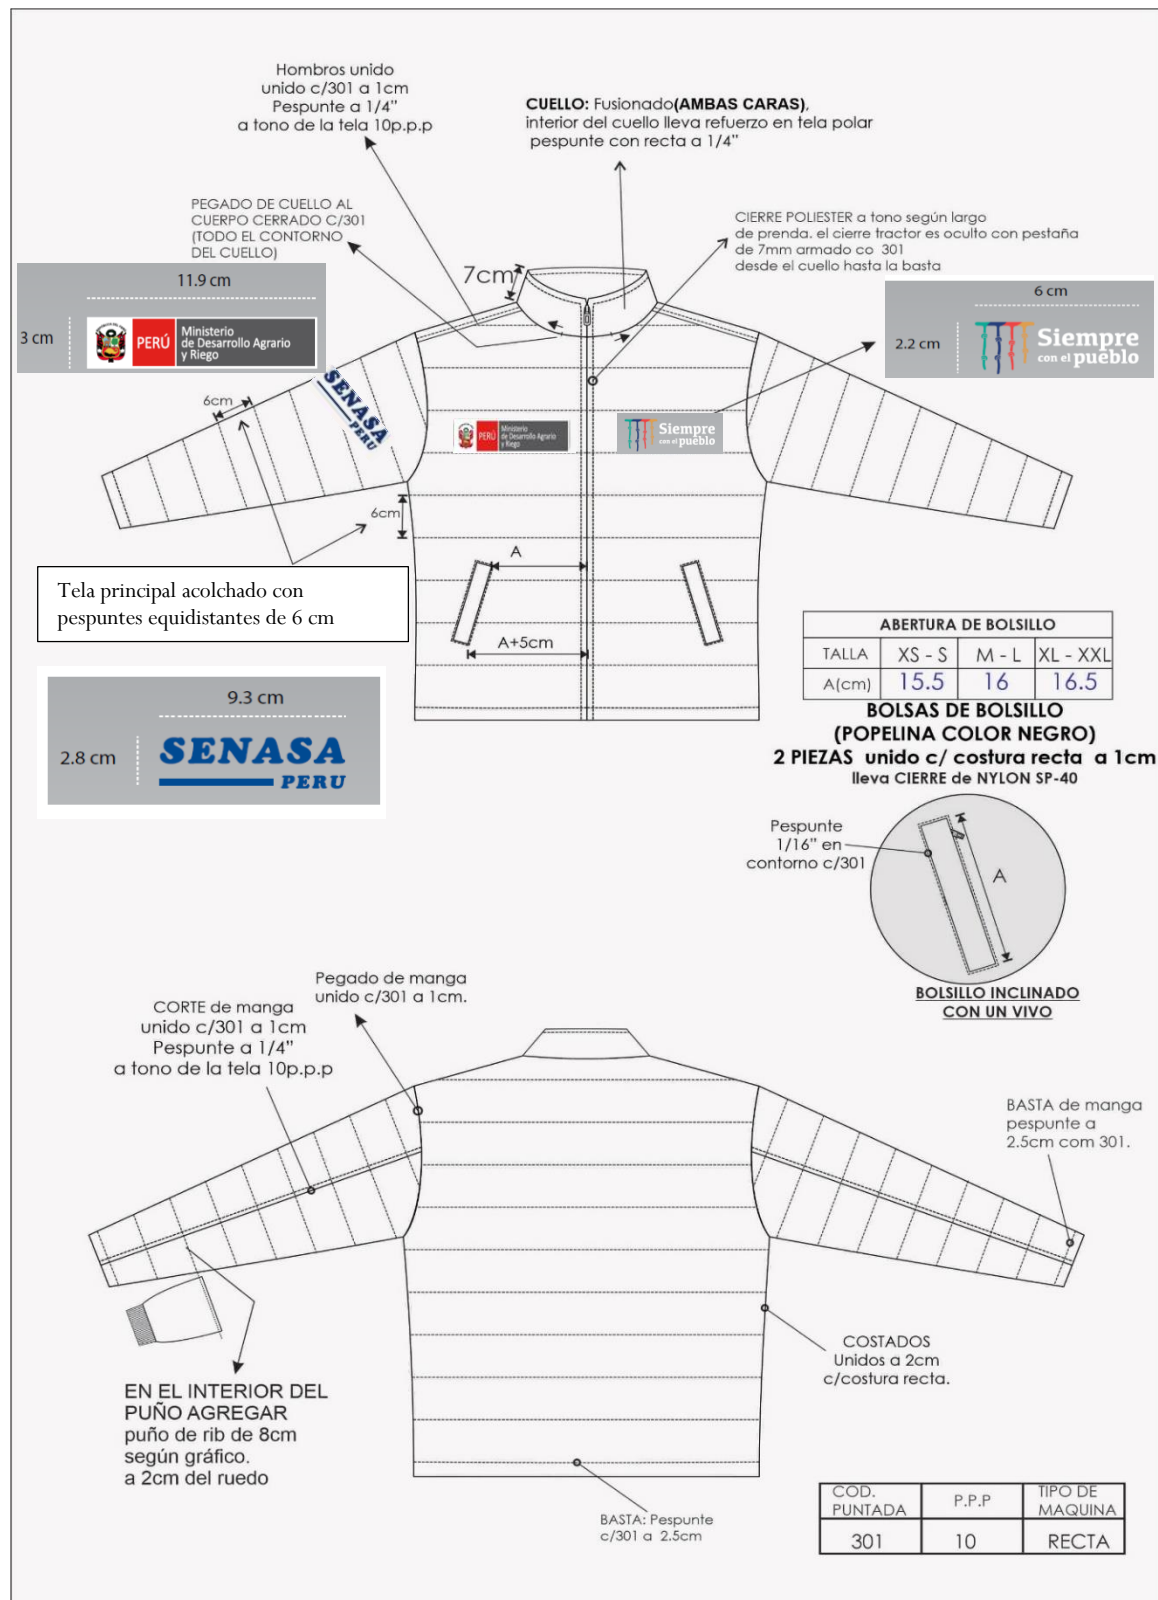 Hombros unido
unido c/301 a 1cm
Pespunte a 1/4”
a tono de la tela 10p.p.p
CUELLO: Fusionado(AMBAS CARAS),
interior del cuello lleva refuerzo en tela polar
pespunte con recta a 1/4”
PEGADO DE CUELLO AL
CUERPO CERRADO C/301
(TODO EL CONTORNO
DEL CUELLO)
CIERRE POLIESTER a tono según largo
de prenda. el cierre tractor es oculto con pestaña
de 7mm armado co 301
desde el cuello hasta la basta
7cm
11.9 cm
3 cm
PERÚ
Ministerio
de Desarrollo Agrario
y Riego
6 cm
2.2 cm
Siempre
con el pueblo
6cm
SENASA
PERU
PERÚ
Ministerio
de Desarrollo Agrario
y Riego
Siempre
con el pueblo
6cm
A
A+5cm
Tela principal acolchado con
pespuntes equidistantes de 6 cm
9.3 cm
2.8 cm
SENASA
PERU
ABERTURA DE BOLSILLO
TALLA XS - S M - L XL - XXL
A(cm) 15.5 16 16.5
BOLSAS DE BOLSILLO
(POPELINA COLOR NEGRO)
2 PIEZAS unido c/ costura recta a 1cm
lleva CIERRE de NYLON SP-40
Pespunte
1/16” en
contorno c/301
A
BOLSILLO INCLINADO
CON UN VIVO
Pegado de manga
unido c/301 a 1cm.
CORTE de manga
unido c/301 a 1cm
Pespunte a 1/4”
a tono de la tela 10p.p.p
BASTA de manga
pespunte a
2.5cm com 301.
COSTADOS
Unidos a 2cm
c/costura recta.
EN EL INTERIOR DEL
PUÑO AGREGAR
puño de rib de 8cm
según gráfico.
a 2cm del ruedo
BASTA: Pespunte
c/301 a 2.5cm
COD. PUNTADA P.P.P TIPO DE MAQUINA
301 10 RECTA